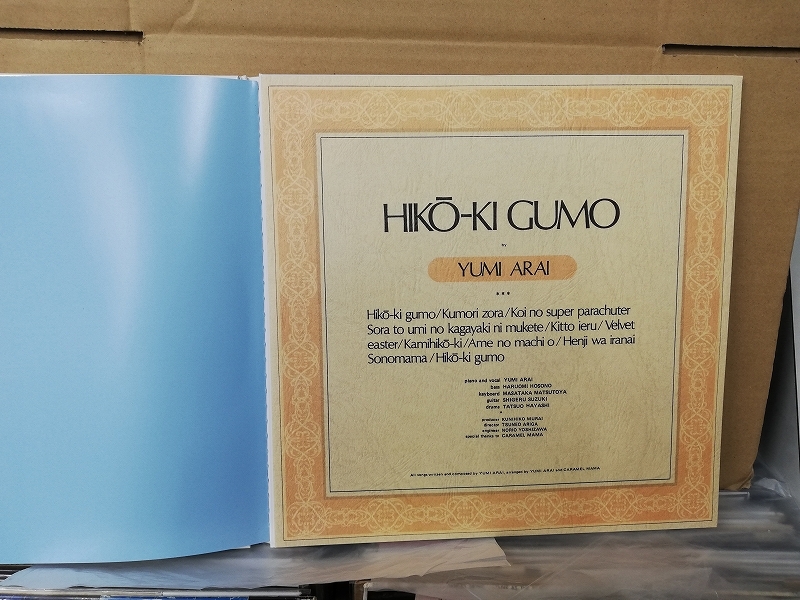 HIKŌ-KI GUMO
by
YUMI ARAI
***
Hikō-ki gumo/Kumori zora/Koi no super parachuter
Sora to umi no kagayaki ni mukete/Kitto ieru/Velvet
easter/Kamihikō-ki/Ame no machi o/Henji wa iranai
Sonomama/Hikō-ki gumo
piano and vocal YUMI ARAI
bass HARUOMI HOSONO
keyboard MASATAKA MATSUTOYA
guitar SHIGERU SUZUKI
drums TATSUO HAYASHI
*
producer KUNIHIKO MURAI
director TSUNEO ARIGA
engineer NORIO YOSHIZAWA
special thanks to CARAMEL MAMA
All songs written and composed by YUMI ARAI, arranged by YUMI ARAI and CARAMEL MAMA